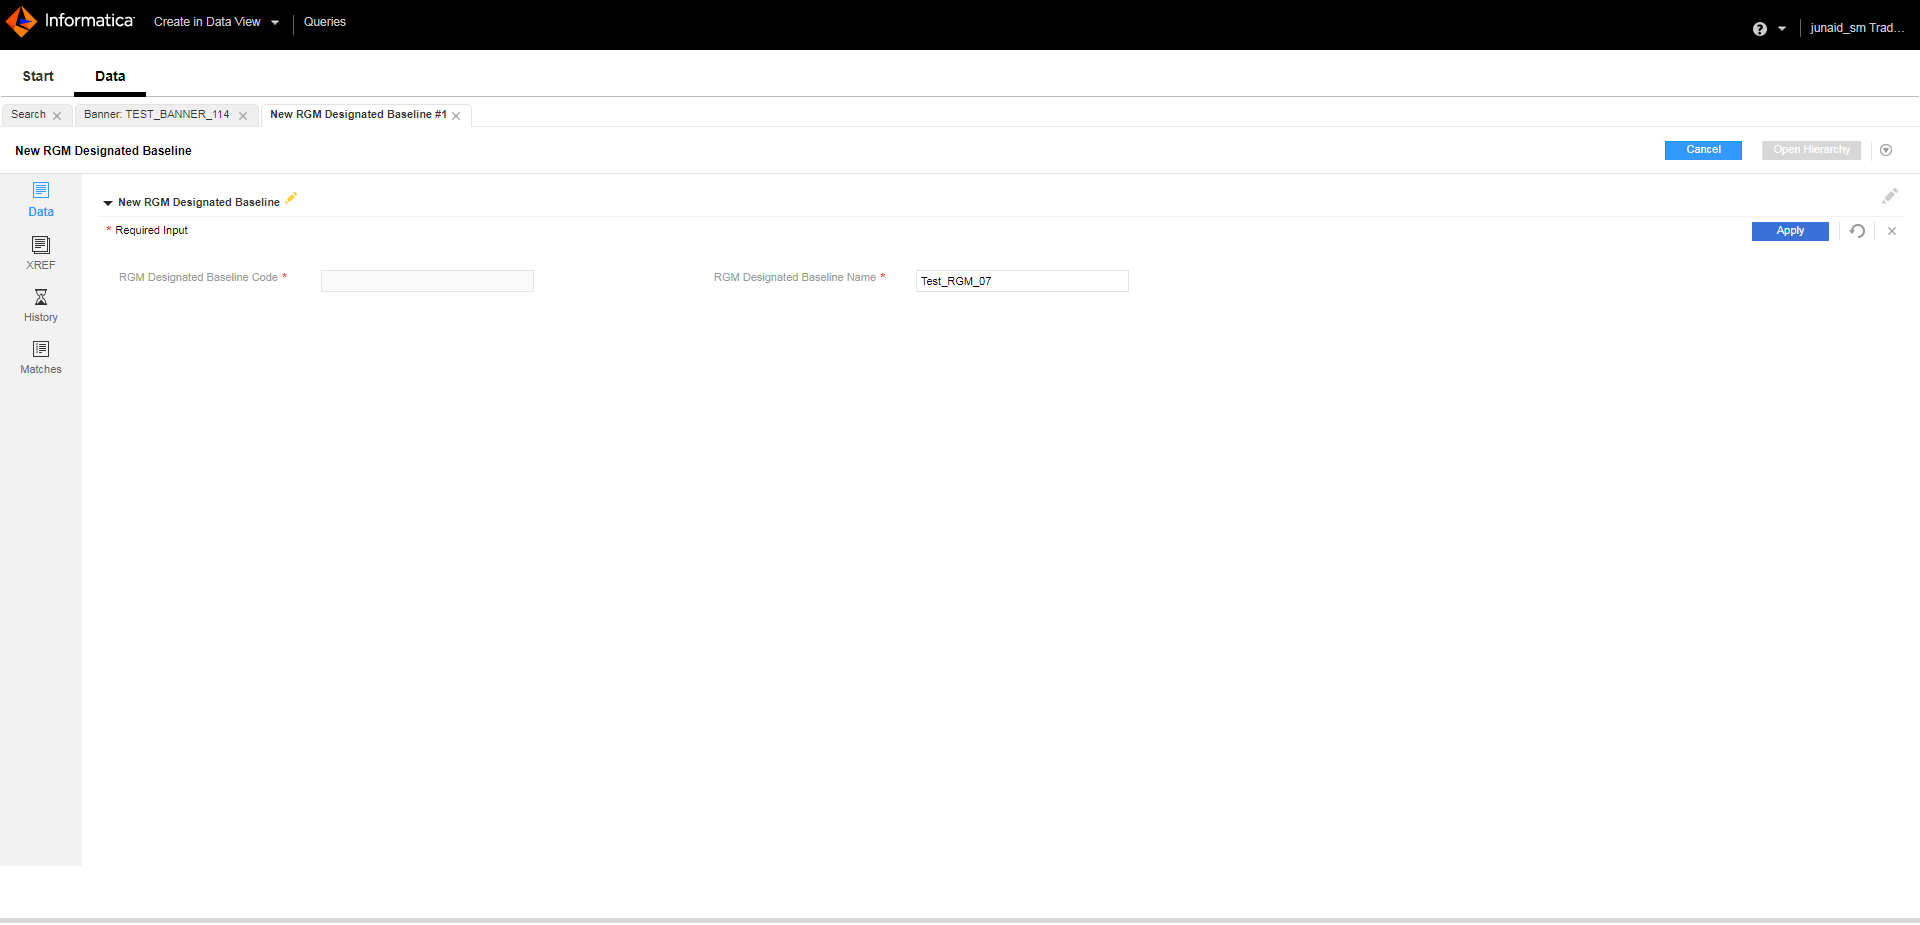 Informatica Create in Data View Queries junaid_sm Trad...
Start Data
Search Banner: TEST_BANNER_114 New RGM Designated Baseline #1
New RGM Designated Baseline Cancel Open Hierarchy
Data
New RGM Designated Baseline
* Required Input Apply
XREF
RGM Designated Baseline Code * RGM Designated Baseline Name * Test_RGM_07
History
Matches